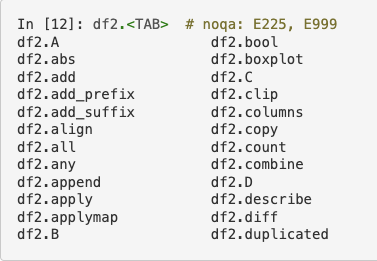 In [12]: df2.<TAB>  # noqa: E225, E999
df2.A                  df2.bool
df2.abs                df2.boxplot
df2.add                df2.C
df2.add_prefix         df2.clip
df2.add_suffix         df2.columns
df2.align              df2.copy
df2.all                df2.count
df2.any                df2.combine
df2.append             df2.D
df2.apply              df2.describe
df2.applymap           df2.diff
df2.B                  df2.duplicated